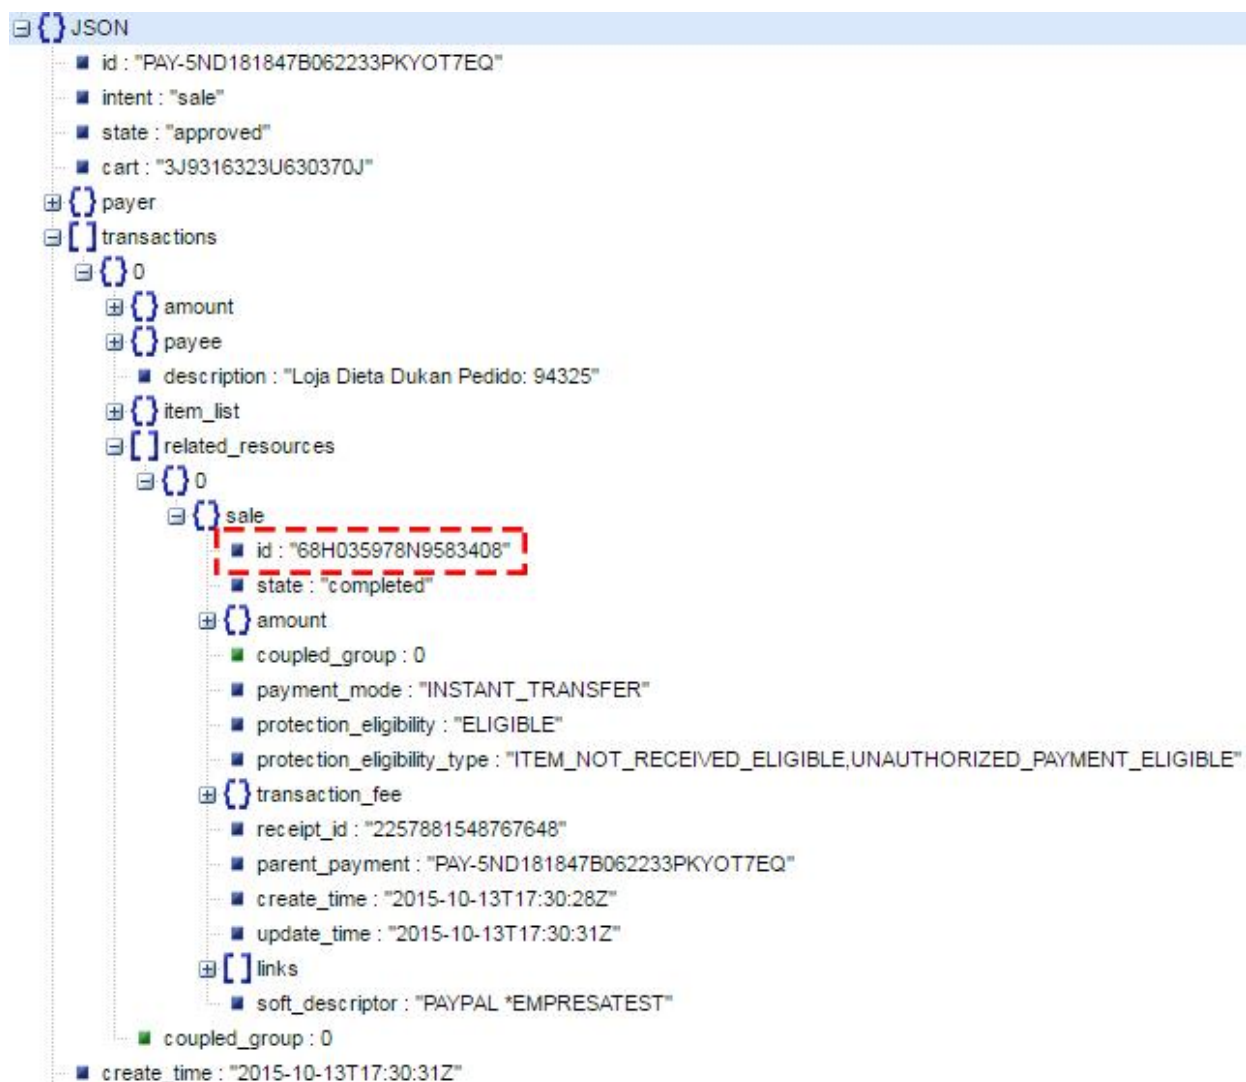 JSON
id : "PAY-5ND181847B062233PKYOT7EQ"
intent : "sale"
state : "approved"
cart : "3J9316323U630370J"
payer
transactions
0
amount
payee
description : "Loja Dieta Dukan Pedido: 94325"
item_list
related_resources
0
sale
id : "68H035978N9583408"
state : "completed"
amount
coupled_group : 0
payment_mode : "INSTANT_TRANSFER"
protection_eligibility : "ELIGIBLE"
protection_eligibility_type : "ITEM_NOT_RECEIVED_ELIGIBLE,UNAUTHORIZED_PAYMENT_ELIGIBLE"
transaction_fee
receipt_id : "2257881548767648"
parent_payment : "PAY-5ND181847B062233PKYOT7EQ"
create_time : "2015-10-13T17:30:28Z"
update_time : "2015-10-13T17:30:31Z"
links
soft_descriptor : "PAYPAL *EMPRESATEST"
coupled_group : 0
create_time : "2015-10-13T17:30:31Z"